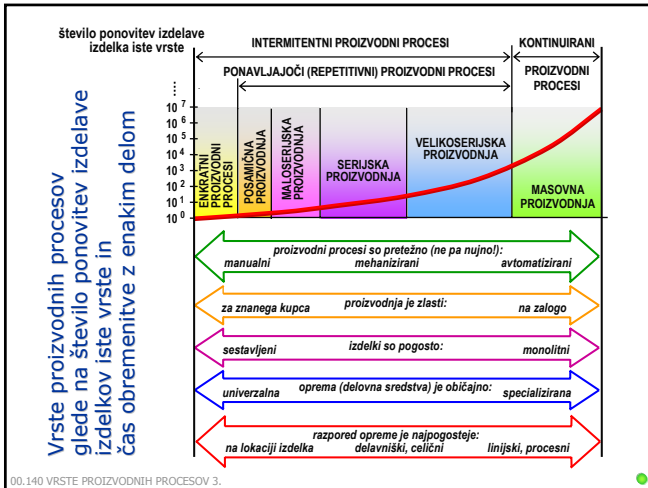 število ponovitev izdelave
izdelka iste vrste
INTERMITENTNI PROIZVODNI PROCESI
KONTINUIRANI
PONAVLJAJOČI (REPETITIVNI) PROIZVODNI PROCESI
PROIZVODNI
PROCESI
.....
10 7
10 6
10 5
10 4
10 3
10 2
10 1
10 0
ENKRATNI
PROIZVODNI
PROCESI
POSAMIČNA
PROIZVODNJA
MALOSERIJSKA
PROIZVODNJA
SERIJSKA
PROIZVODNJA
VELIKOSERIJSKA
PROIZVODNJA
MASOVNA
PROIZVODNJA
Vrste proizvodnih procesov
glede na število ponovitev izdelave
izdelkov iste vrste in
čas obremenitve z enakim delom
proizvodni procesi so pretežno (ne pa nujno!):
manualni mehanizirani avtomatizirani
proizvodnja je zlasti:
za znanega kupca na zalogo
izdelki so pogosto:
sestavljeni monolitni
oprema (delovna sredstva) je običajno:
univerzalna specializirana
razpored opreme je najpogosteje:
na lokaciji izdelka delavniški, celični linijski, procesni
00.140 VRSTE PROIZVODNIH PROCESOV 3.